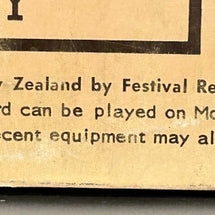 Y
Zealand by Festival Re
rd can be played on Mo
ecent equipment may al